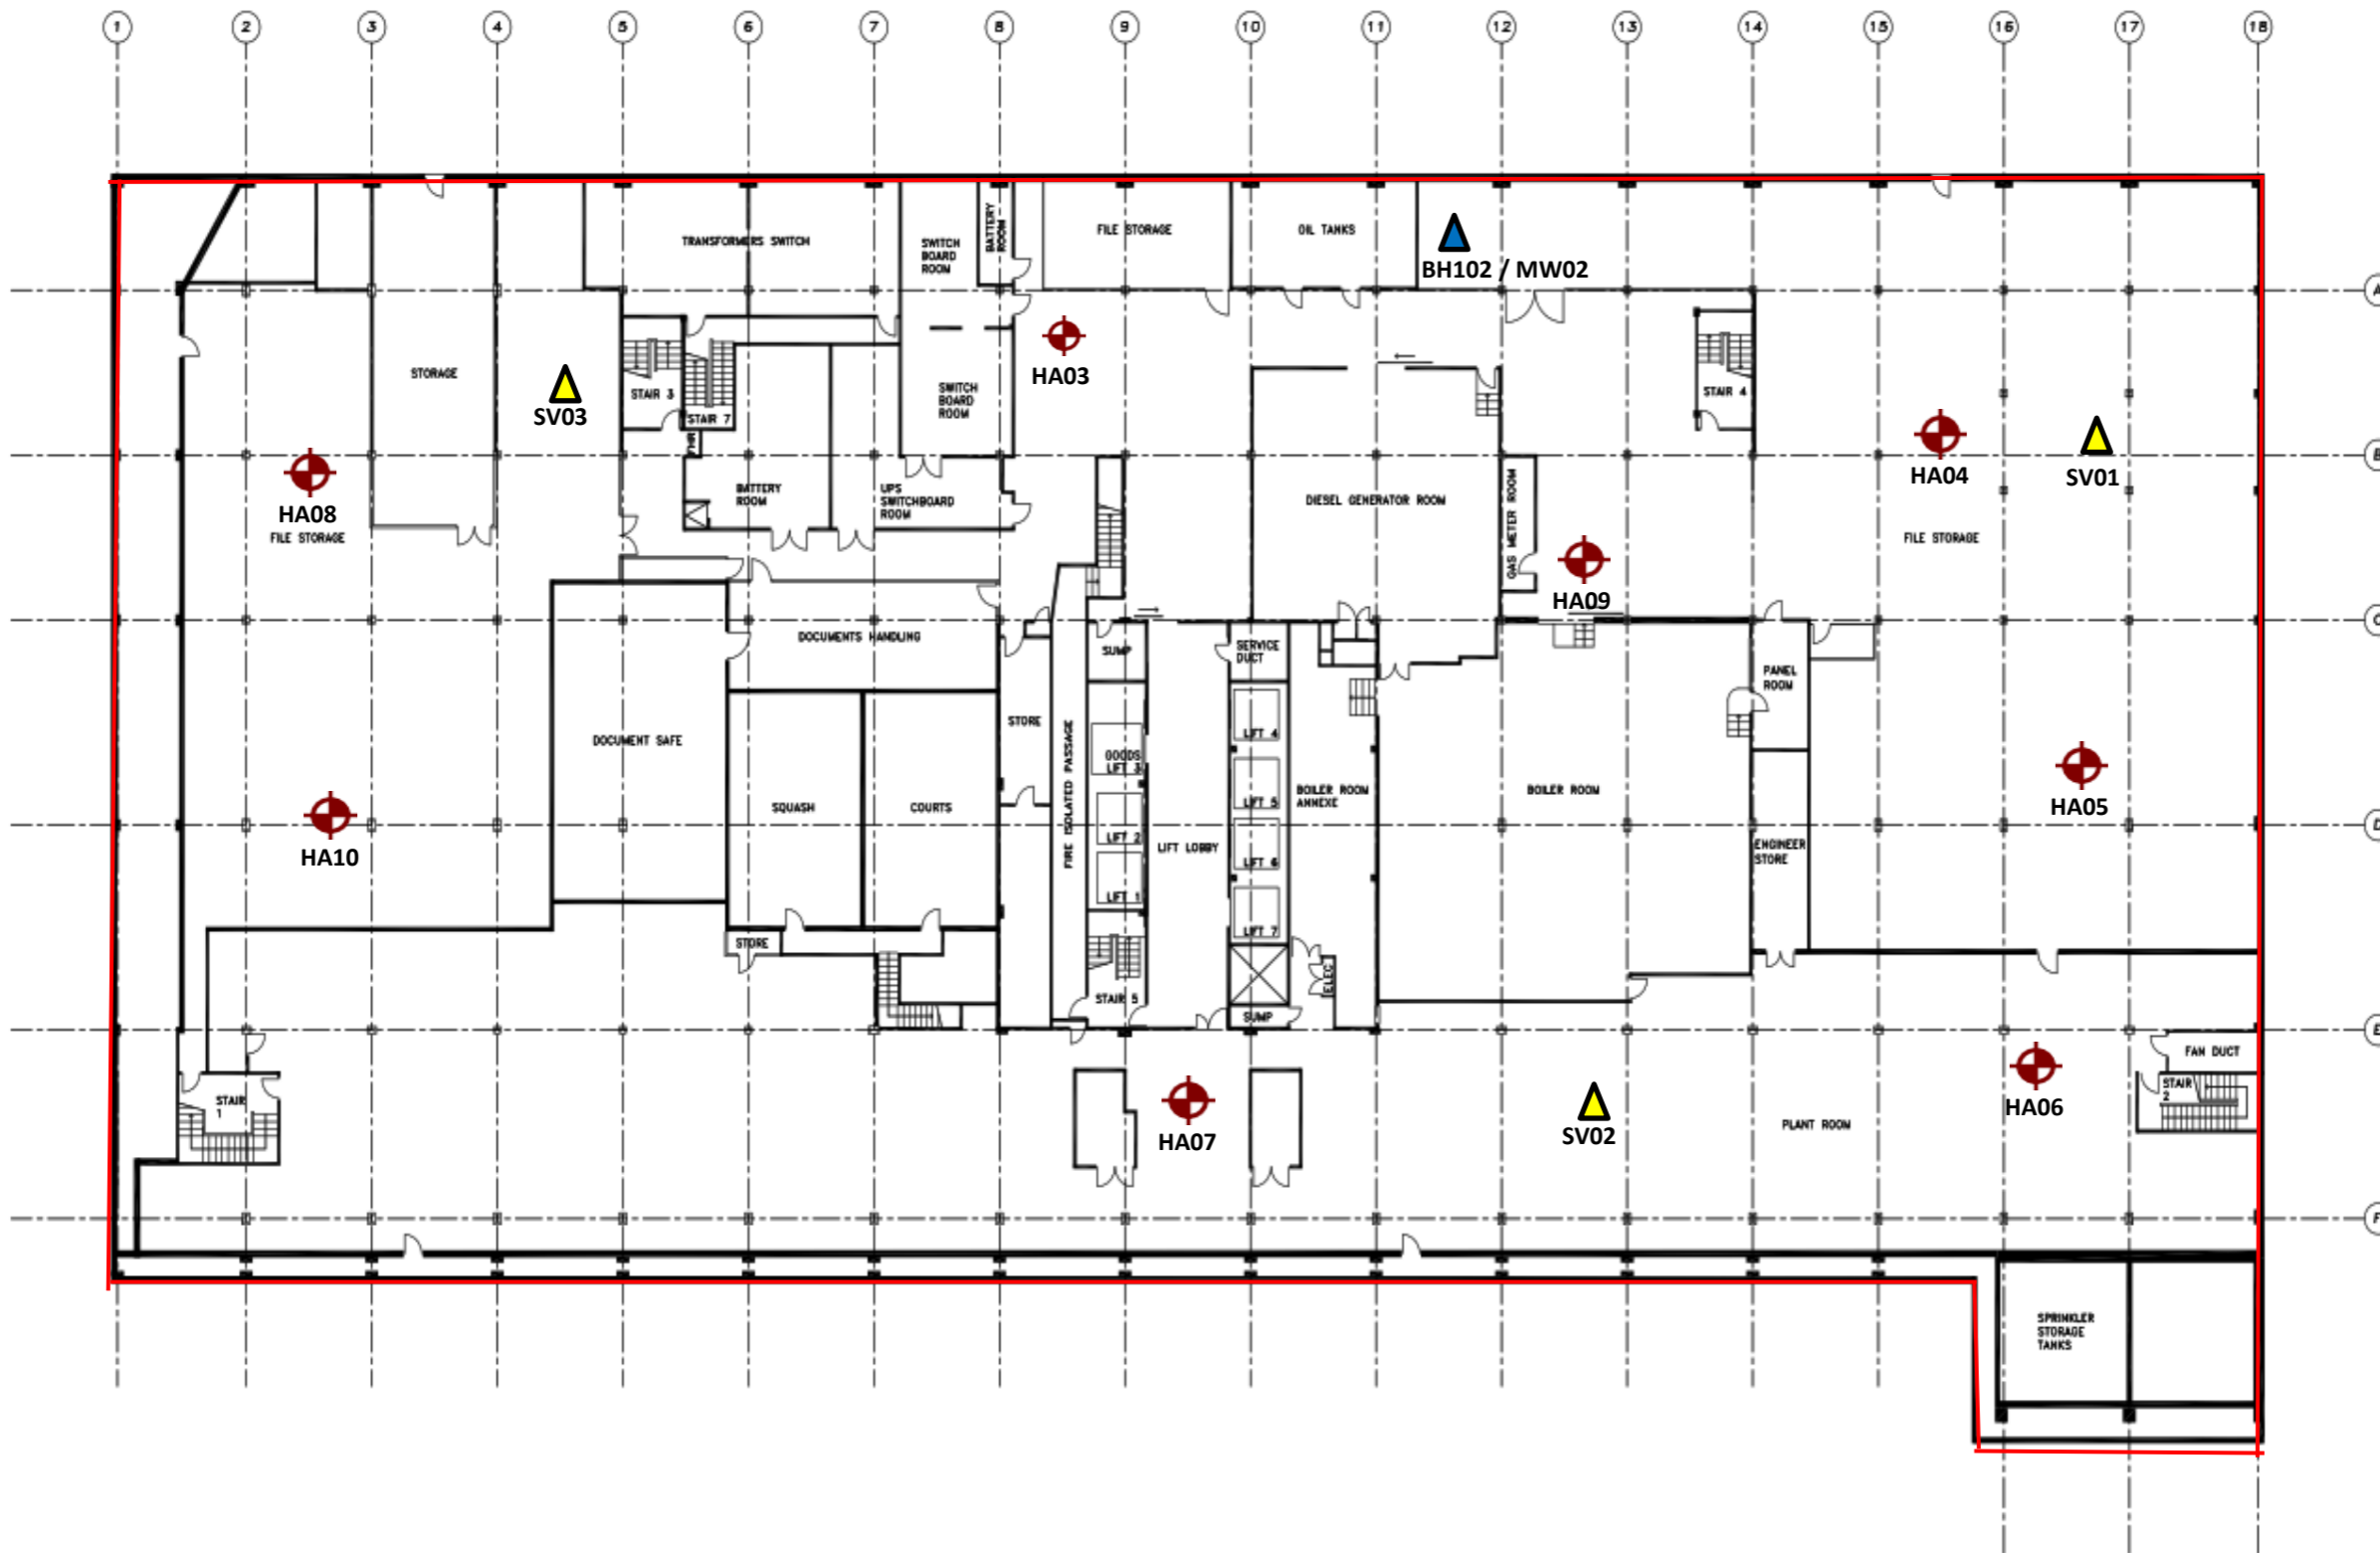 1 2 3 4 5 6 7 8 9 10 11 12 13 14 15 16 17 18
TRANSFORMERS SWITCH
SWITCH
BOARD
ROOM
BATTERY
ROOM
FILE STORAGE
OIL TANKS
BH102 / MW02
A
HA03
STORAGE
SV03
STAIR 3
STAIR 7
SWITCH
BOARD
ROOM
STAIR 4
HA04
SV01
B
FHR
HA08
FILE STORAGE
BATTERY
ROOM
UPS
SWITCHBOARD
ROOM
DIESEL GENERATOR ROOM
GAS METER ROOM
FILE STORAGE
HA09
C
DOCUMENTS HANDLING
SUMP
SERVICE
DUCT
PANEL
ROOM
STORE
DOCUMENT SAFE
FIRE ISOLATED PASSAGE
GOODS
LIFT 3
LIFT 4
LIFT 5
BOILER ROOM
ANNEXE
BOILER ROOM
HA05
SQUASH
COURTS
HA10
LIFT 2
LIFT LOBBY
LIFT 6
ENGINEER
STORE
D
LIFT 1
LIFT 7
STORE
STAIR 5
ELEC
SUMP
E
FAN DUCT
STAIR
1
STAIR
2
HA06
HA07
SV02
PLANT ROOM
F
SPRINKLER
STORAGE
TANKS